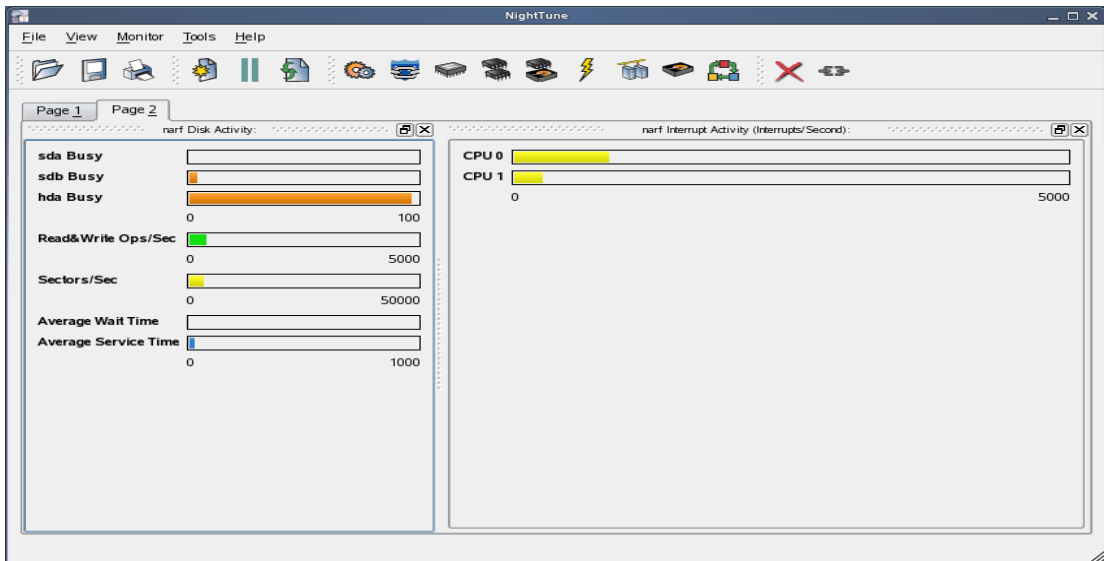 NightTune
File View Monitor Tools Help
Page 1 Page 2
narf Disk Activity:
sda Busy
sdb Busy
hda Busy
0 100
Read&Write Ops/Sec
0 5000
Sectors/Sec
0 50000
Average Wait Time
Average Service Time
0 1000
narf Interrupt Activity (Interrupts/Second):
CPU 0
CPU 1
0 5000